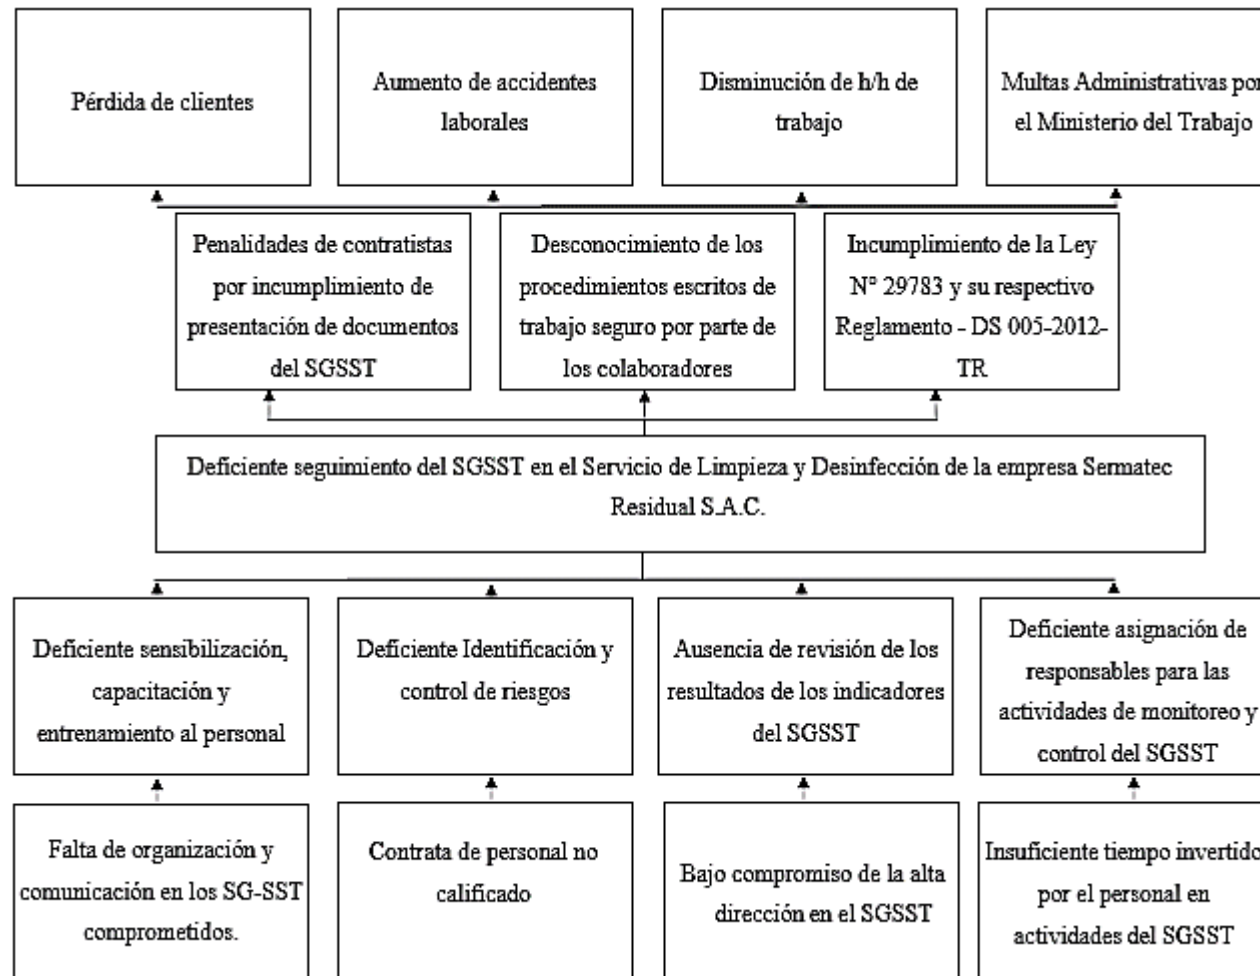 Pérdida de clientes
Aumento de accidentes
laborales
Disminución de h/h de
trabajo
Multas Administrativas por
el Ministerio del Trabajo
Penalidades de contratistas
por incumplimiento de
presentación de documentos
del SGSST
Desconocimiento de los
procedimientos escritos de
trabajo seguro por parte de
los colaboradores
Incumplimiento de la Ley
N° 29783 y su respectivo
Reglamento - DS 005-2012-
TR
Deficiente seguimiento del SGSST en el Servicio de Limpieza y Desinfección de la empresa Sermatec
Residual S.A.C.
Deficiente sensibilización,
capacitación y
entrenamiento al personal
Deficiente Identificación y
control de riesgos
Ausencia de revisión de los
resultados de los indicadores
del SGSST
Deficiente asignación de
responsables para las
actividades de monitoreo y
control del SGSST
Falta de organización y
comunicación en los SG-SST
comprometidos.
Contrata de personal no
calificado
Bajo compromiso de la alta
dirección en el SGSST
Insuficiente tiempo invertido
por el personal en
actividades del SGSST